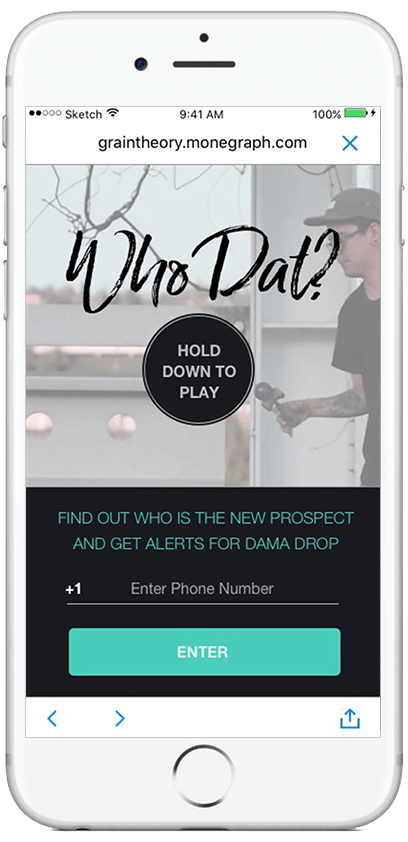 Sketch 9:41 AM 100%
graintheory.monegraph.com
Who Dat?
HOLD
DOWN TO
PLAY
FIND OUT WHO IS THE NEW PROSPECT
AND GET ALERTS FOR DAMA DROP
+1 Enter Phone Number
ENTER